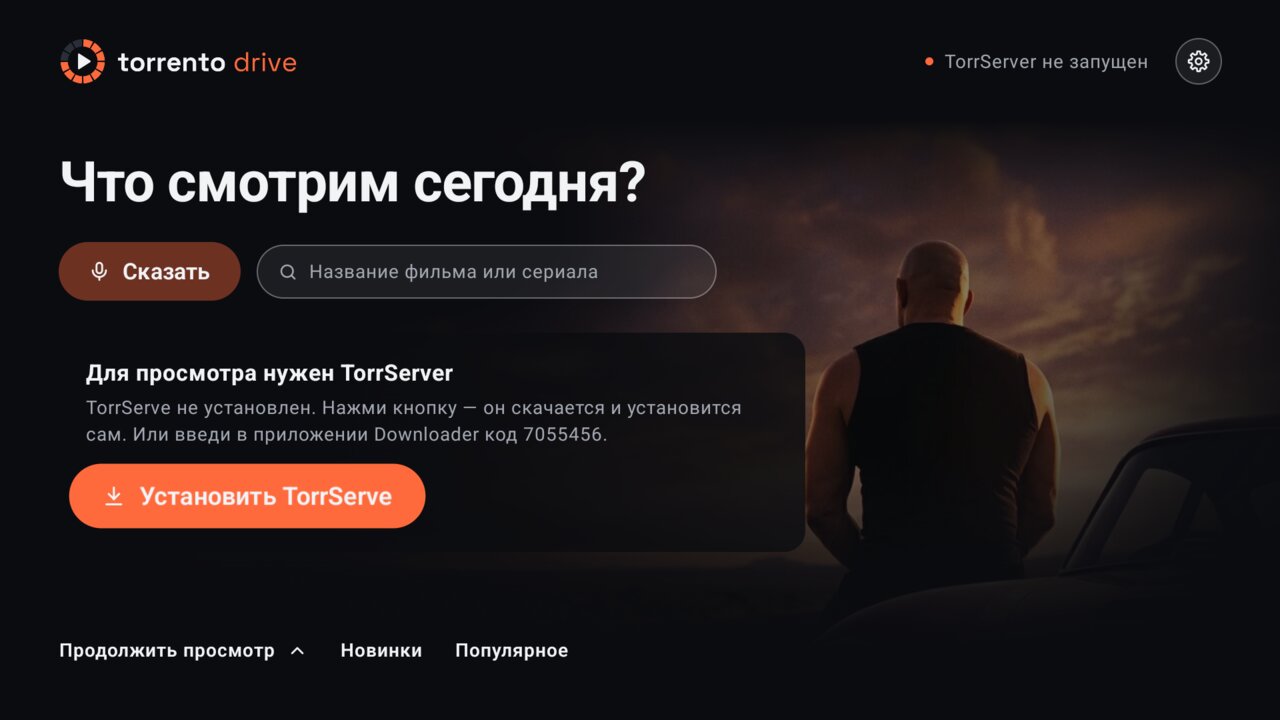 torrento drive
TorrServer не запущен
Что смотрим сегодня?
Сказать
Название фильма или сериала
Для просмотра нужен TorrServer
TorrServe не установлен. Нажми кнопку — он скачается и установится
сам. Или введи в приложении Downloader код 7055456.
Установить TorrServe
Продолжить просмотр
Новинки
Популярное